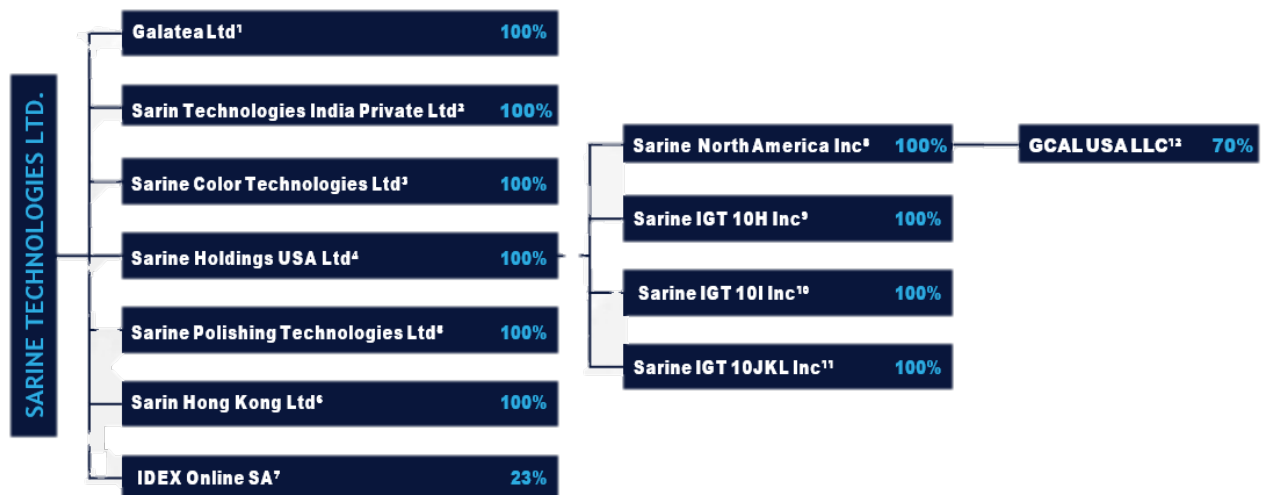 SARINE TECHNOLOGIES LTD.
Galatea Ltd¹ 100%
Sarin Technologies India Private Ltd² 100%
Sarine Color Technologies Ltd³ 100%
Sarine Holdings USA Ltd⁴ 100%
Sarine Polishing Technologies Ltd⁵ 100%
Sarin Hong Kong Ltd⁶ 100%
IDEX Online SA⁷ 23%
Sarine North America Inc⁸ 100%
Sarine IGT 10H Inc⁹ 100%
Sarine IGT 10I Inc¹⁰ 100%
Sarine IGT 10JKL Inc¹¹ 100%
GCAL USA LLC¹² 70%